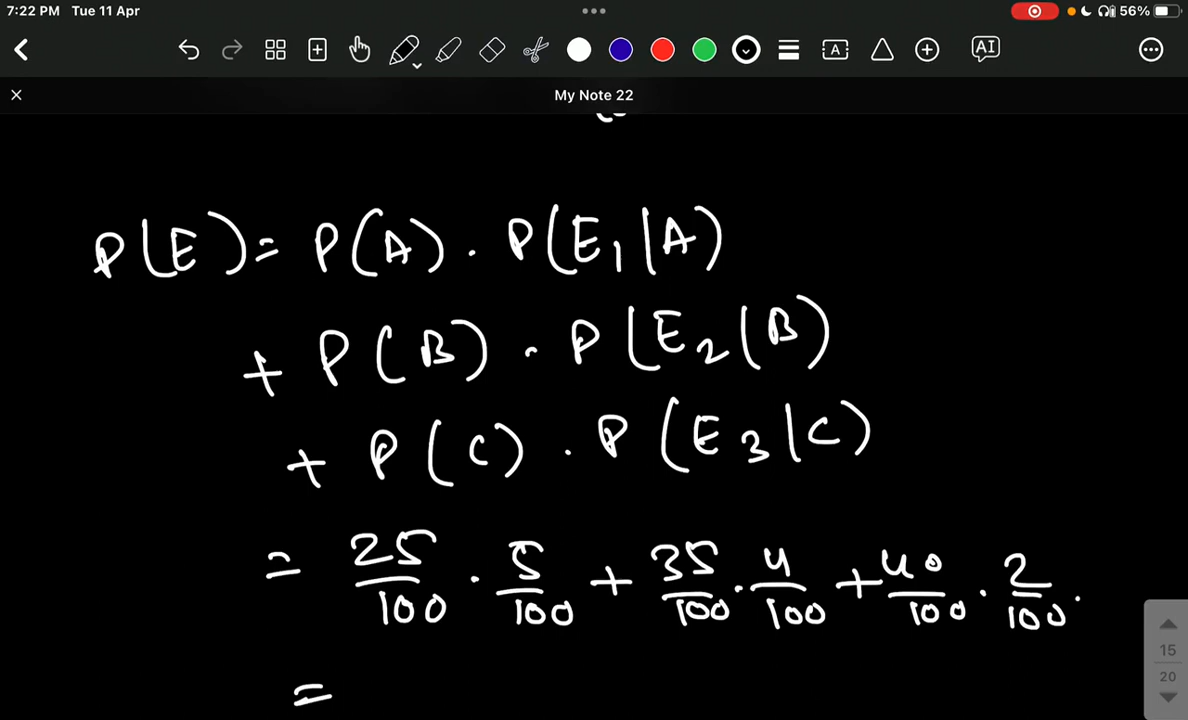 7:22 PM Tue 11 Apr 56%
A AI
My Note 22
P(E) = P(A) . P(E₁|A)
+ P(B) . P(E₂|B)
+ P(C) . P(E₃|C)
= 25/100 . 5/100 + 35/100 . 4/100 + 40/100 . 2/100 .
=
15
20